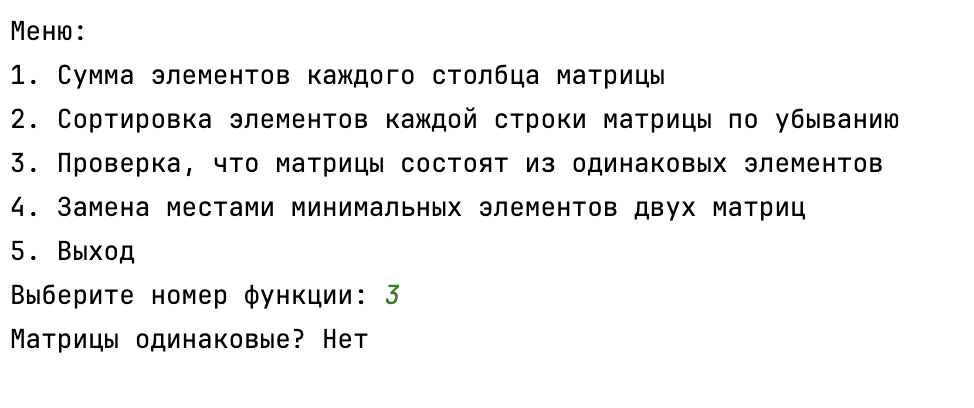 Меню:
1. Сумма элементов каждого столбца матрицы
2. Сортировка элементов каждой строки матрицы по убыванию
3. Проверка, что матрицы состоят из одинаковых элементов
4. Замена местами минимальных элементов двух матриц
5. Выход
Выберите номер функции: 3
Матрицы одинаковые? Нет